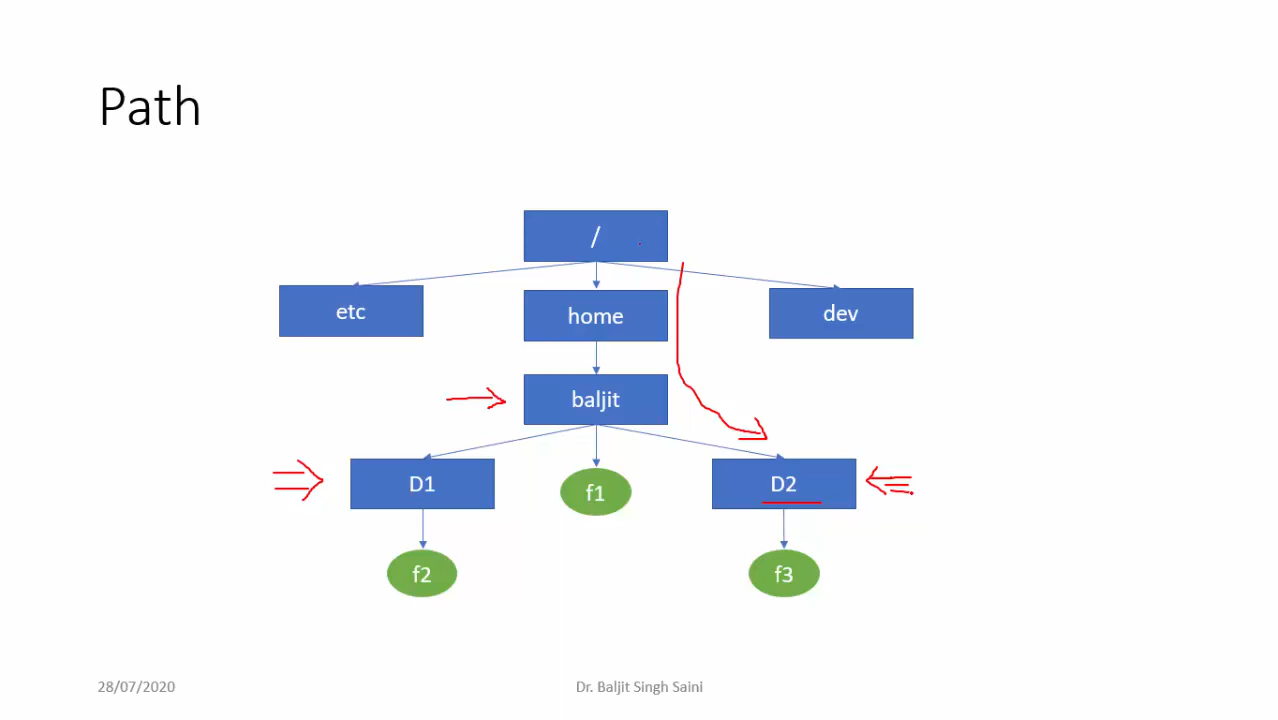 Path
/
etc
home
dev
baljit
D1
f1
D2
f2
f3
28/07/2020
Dr. Baljit Singh Saini